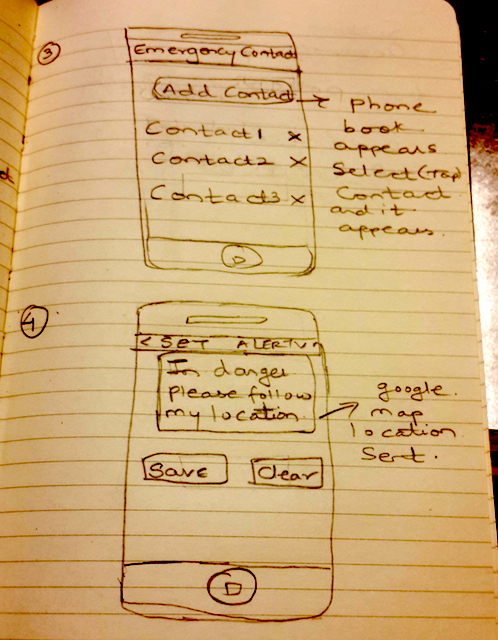 3
Emergency Contact
Add Contact
Contact1 x
Contact2 x
Contact3 x
phone
book
appears
Select (Tap)
Contact
and it
appears.
4
< SET ALERT
In danger
please follow
my location
Save
Clear
google
map
location
Sent.